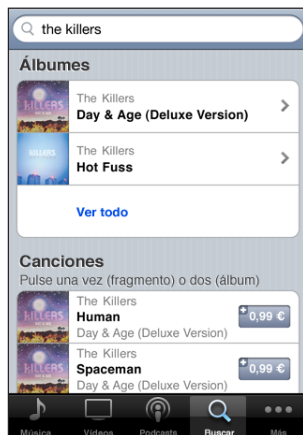 the killers
Álbumes
The Killers
Day & Age (Deluxe Version)
The Killers
Hot Fuss
Ver todo
Canciones
Pulse una vez (fragmento) o dos (álbum)
The Killers
Human
Day & Age (Deluxe Version)
0,99 €
The Killers
Spaceman
Day & Age (Deluxe Version)
0,99 €
Música Vídeos Podcasts Buscar Más